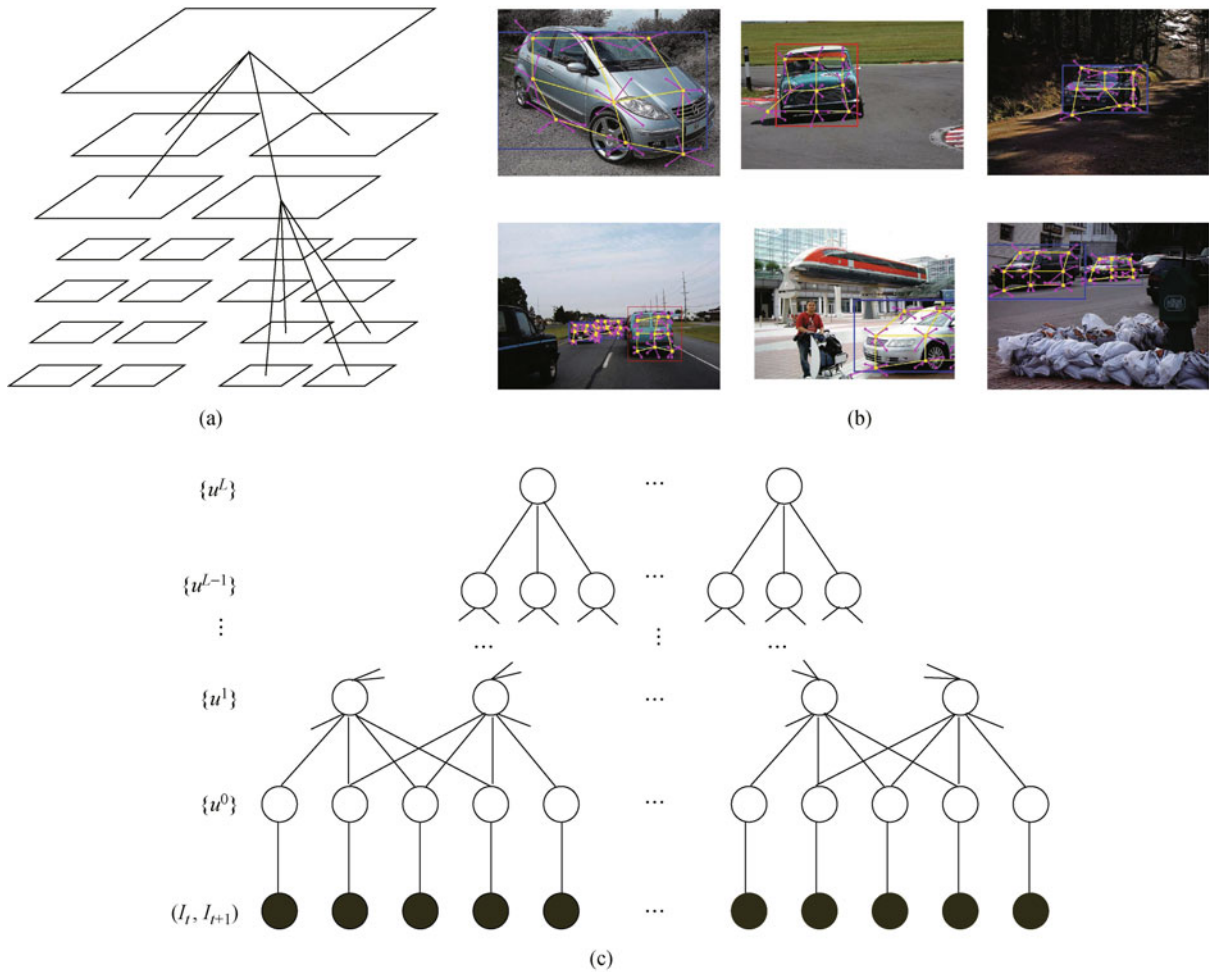 (a)
(b)
{u^L}
...
{u^{L-1}}
...
⋮
⋮
...
...
{u^1}
...
{u^0}
...
(I_t, I_{t+1})
...
(c)